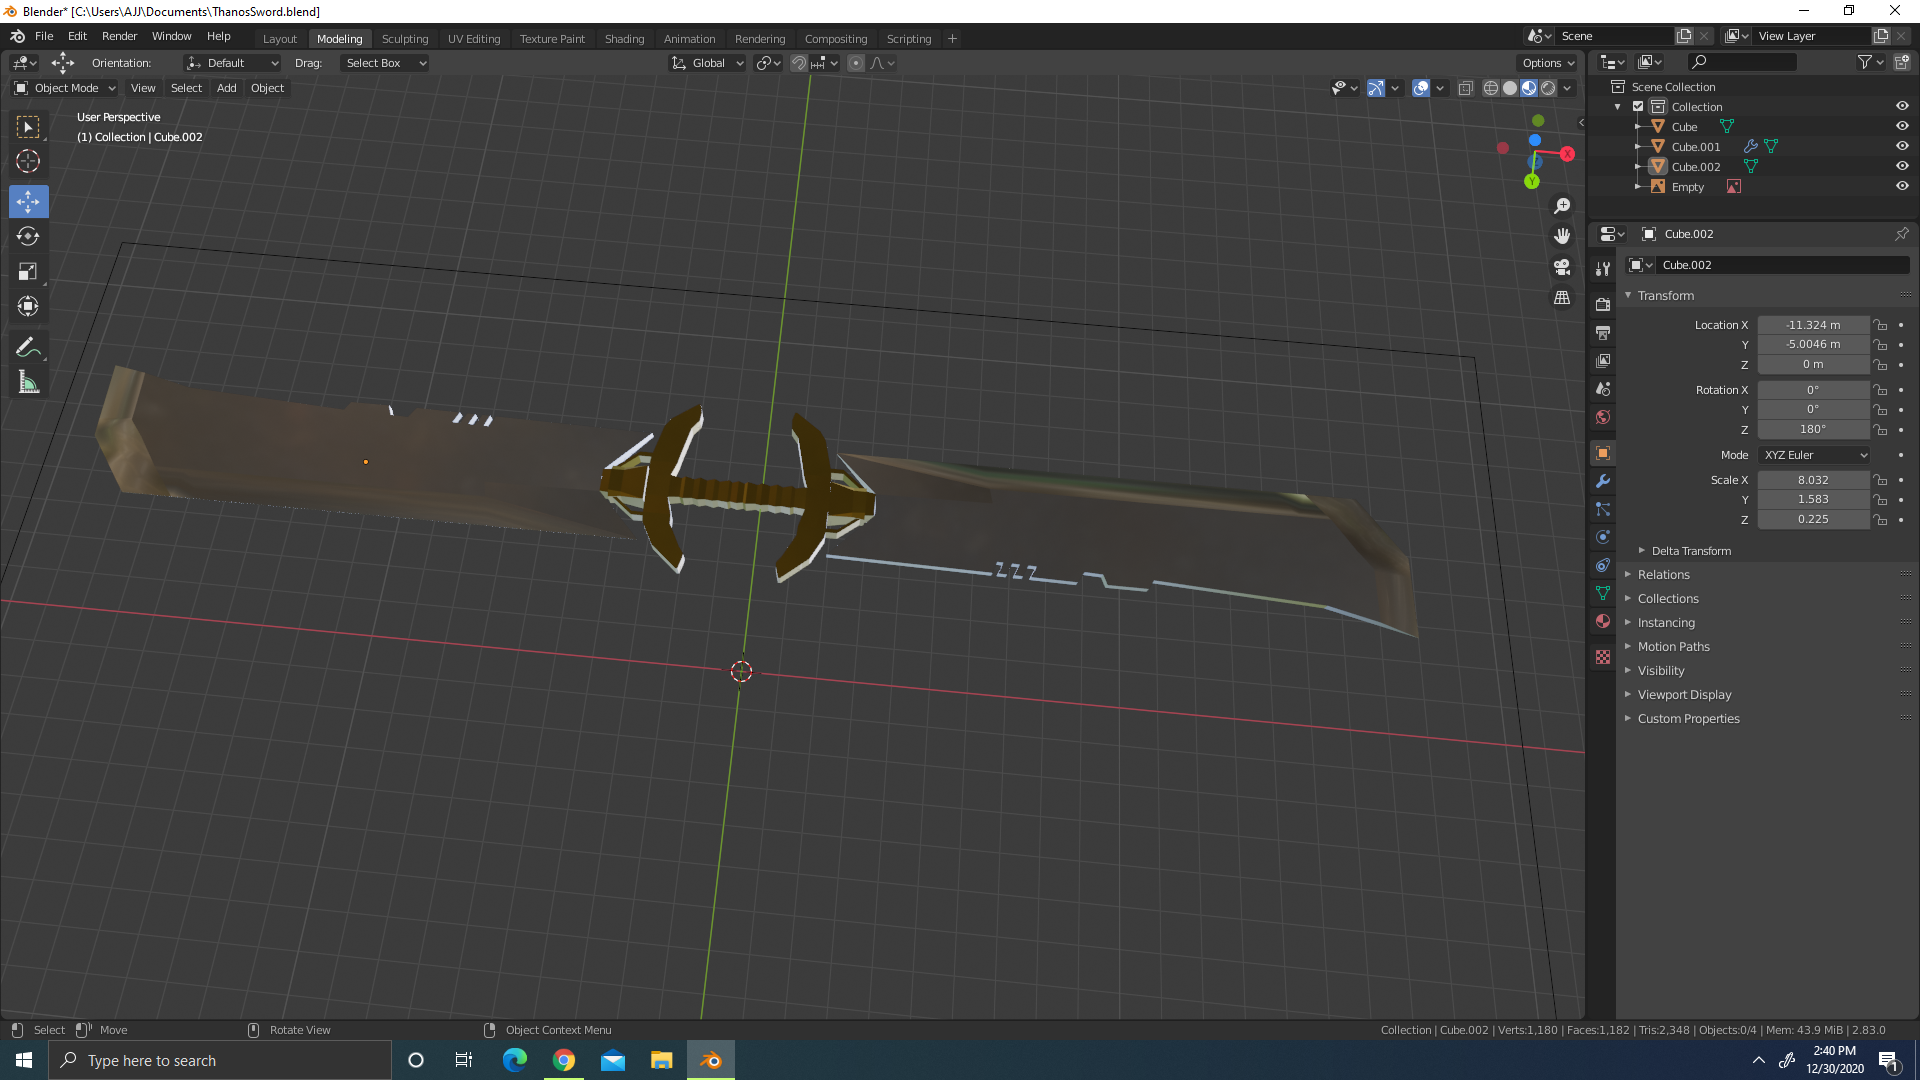 Blender* [C:\Users\AJJ\Documents\ThanosSword.blend]
File Edit Render Window Help
Layout Modeling Sculpting UV Editing Texture Paint Shading Animation Rendering Compositing Scripting +
Scene
View Layer
Orientation: Default Drag: Select Box
Global
Options
Object Mode View Select Add Object
User Perspective
(1) Collection | Cube.002
X
Y
Scene Collection
Collection
Cube
Cube.001
Cube.002
Empty
Cube.002
Cube.002
Transform
Location X -11.324 m
Y -5.0046 m
Z 0 m
Rotation X 0°
Y 0°
Z 180°
Mode XYZ Euler
Scale X 8.032
Y 1.583
Z 0.225
Delta Transform
Relations
Collections
Instancing
Motion Paths
Visibility
Viewport Display
Custom Properties
Select Move Rotate View Object Context Menu
Collection | Cube.002 | Verts:1,180 | Faces:1,182 | Tris:2,348 | Objects:0/4 | Mem: 43.9 MiB | 2.83.0
Type here to search
2:40 PM
12/30/2020
1